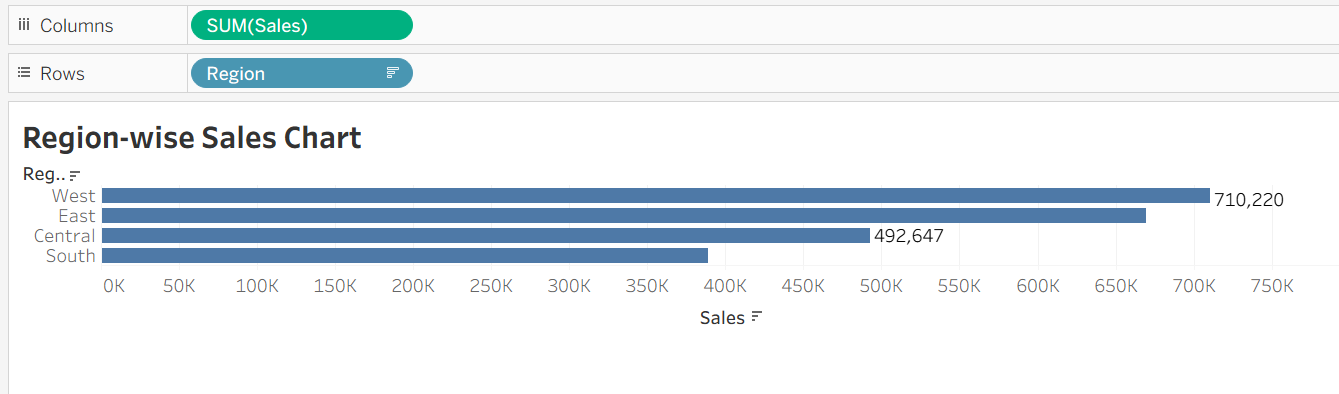 Columns SUM(Sales)
Rows Region
Region-wise Sales Chart
Reg..
West 710,220
East
Central 492,647
South
0K 50K 100K 150K 200K 250K 300K 350K 400K 450K 500K 550K 600K 650K 700K 750K
Sales